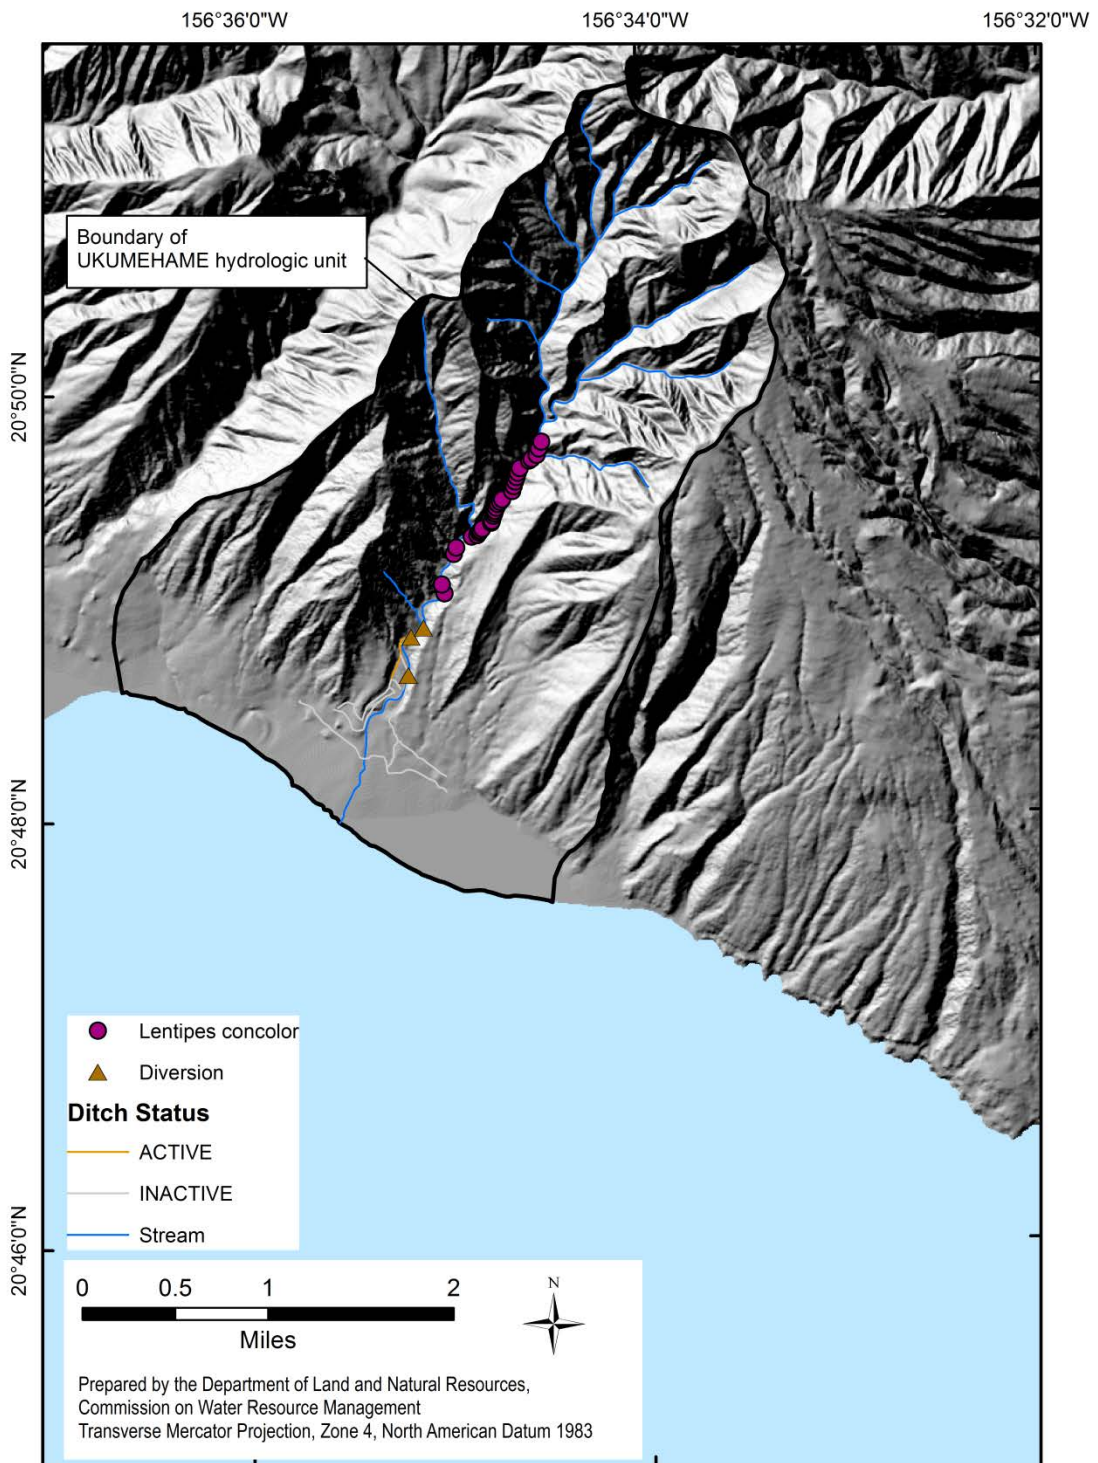 156°36'0"W 156°34'0"W 156°32'0"W
Boundary of
UKUMEHAME hydrologic unit
20°50'0"N
20°48'0"N
Lentipes concolor
Diversion
Ditch Status
ACTIVE
INACTIVE
Stream
20°46'0"N
0 0.5 1 2
Miles
N
Prepared by the Department of Land and Natural Resources,
Commission on Water Resource Management
Transverse Mercator Projection, Zone 4, North American Datum 1983